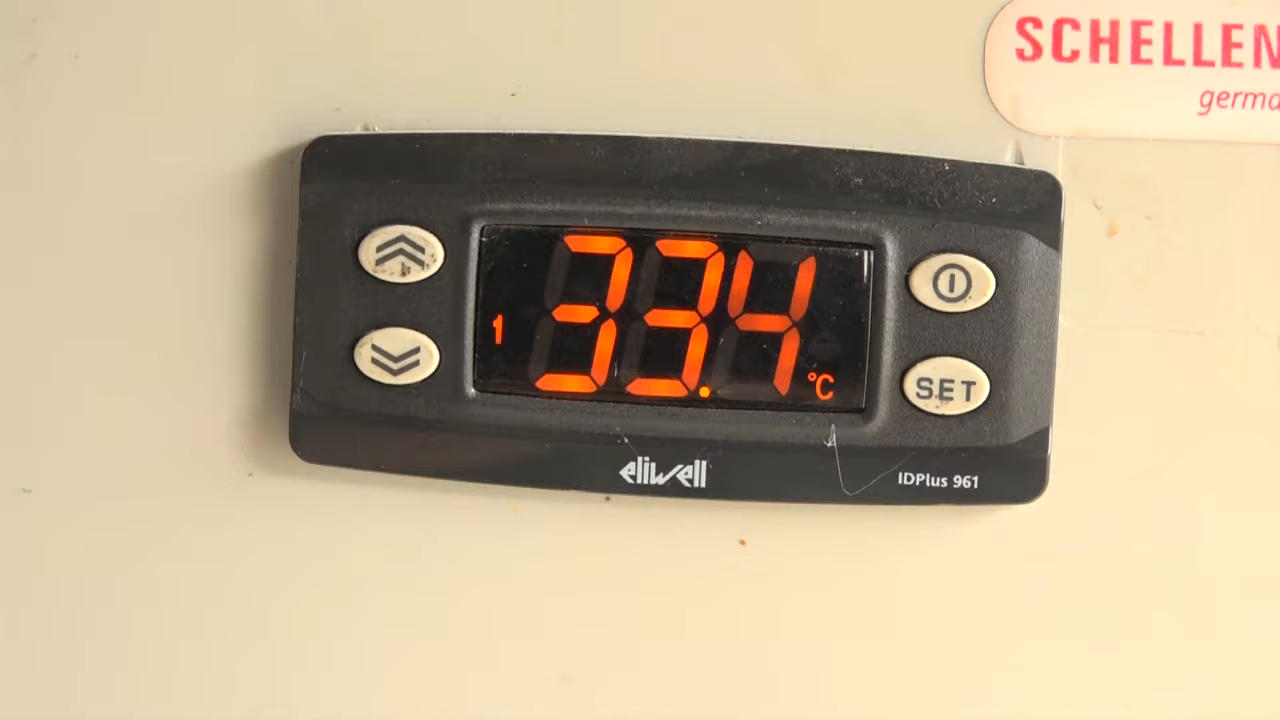 SCHELLEN
germa
1 33.4 °C
SET
eliwell
IDPlus 961